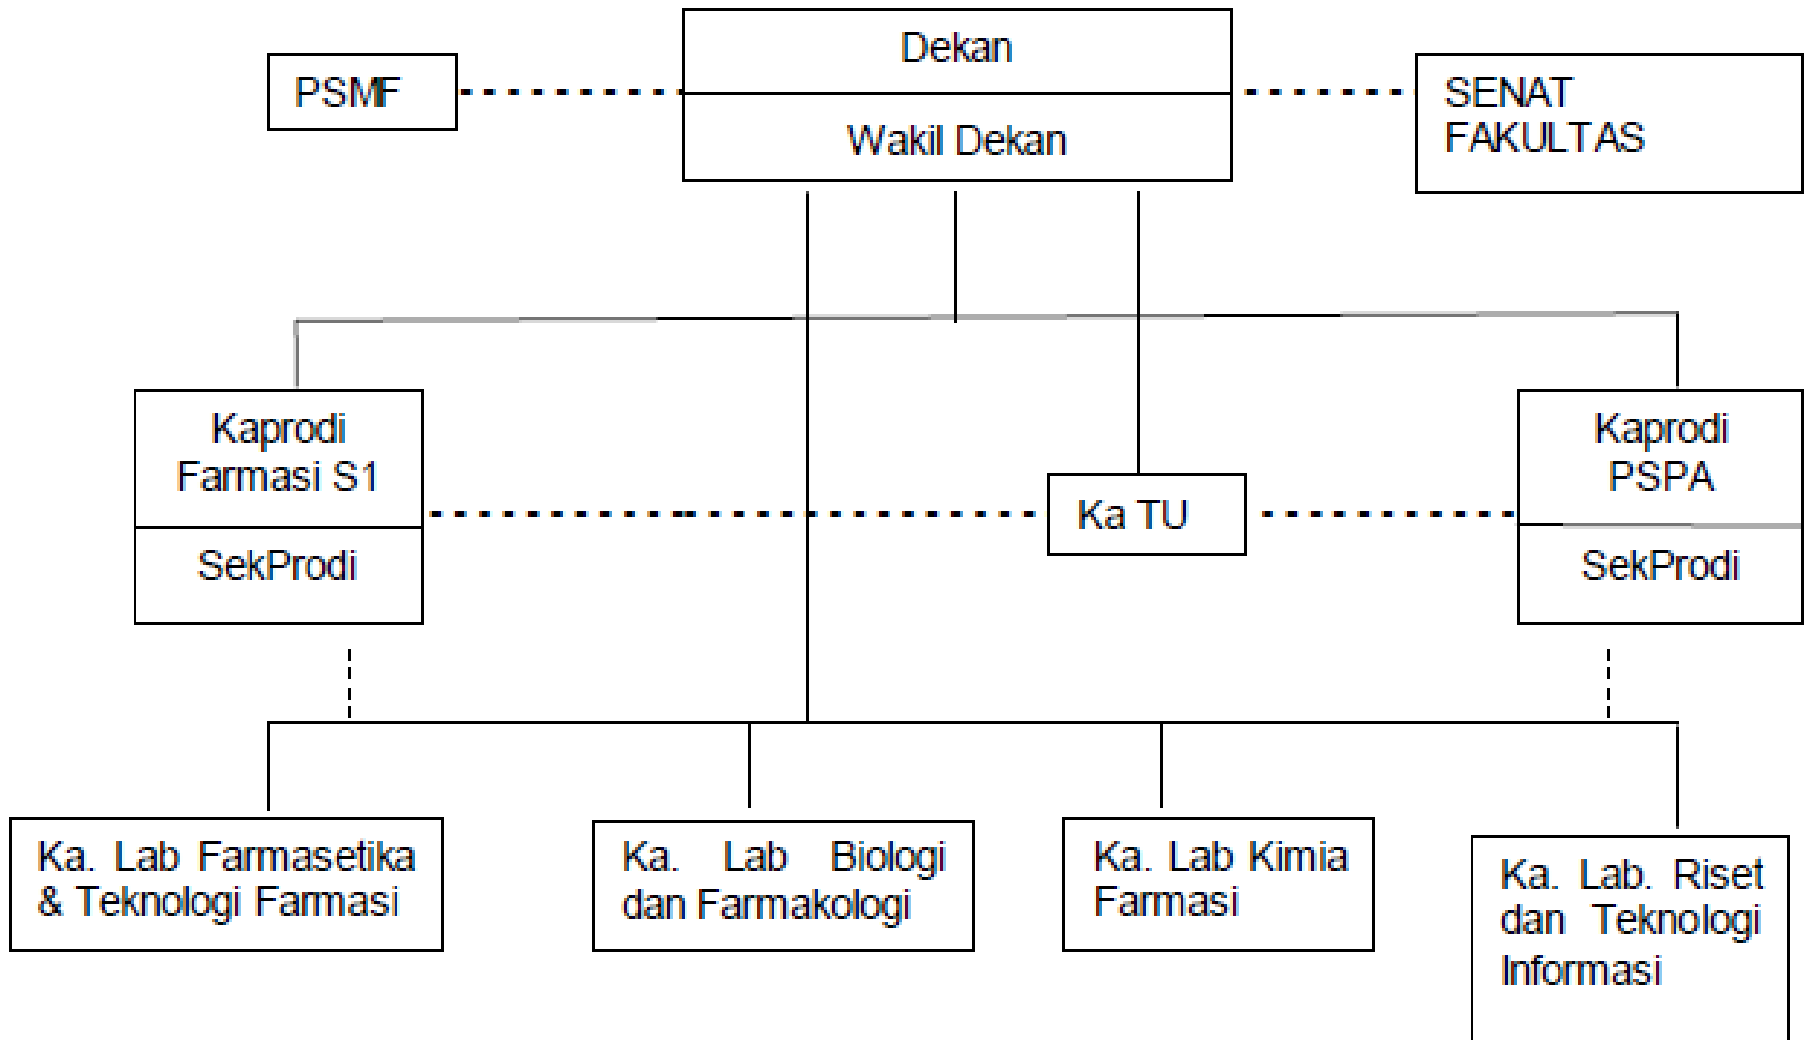 Dekan
PSMF
SENAT
FAKULTAS
Wakil Dekan
Kaprodi
Farmasi S1
SekProdi
Ka TU
Kaprodi
PSPA
SekProdi
Ka. Lab Farmasetika
& Teknologi Farmasi
Ka. Lab Biologi
dan Farmakologi
Ka. Lab Kimia
Farmasi
Ka. Lab. Riset
dan Teknologi
Informasi